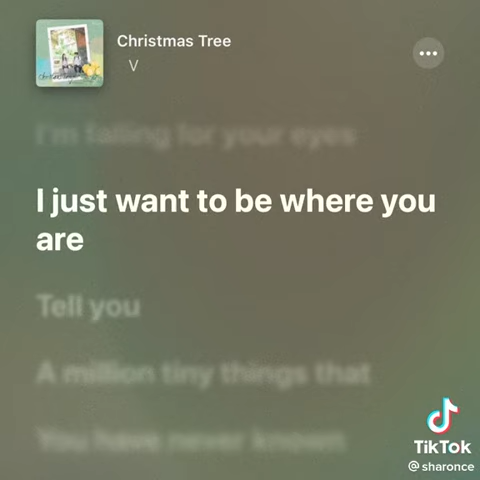 Christmas Tree
V
I'm falling for your eyes
I just want to be where you
are
Tell you
A million tiny things that
You have never known
TikTok
@sharonce